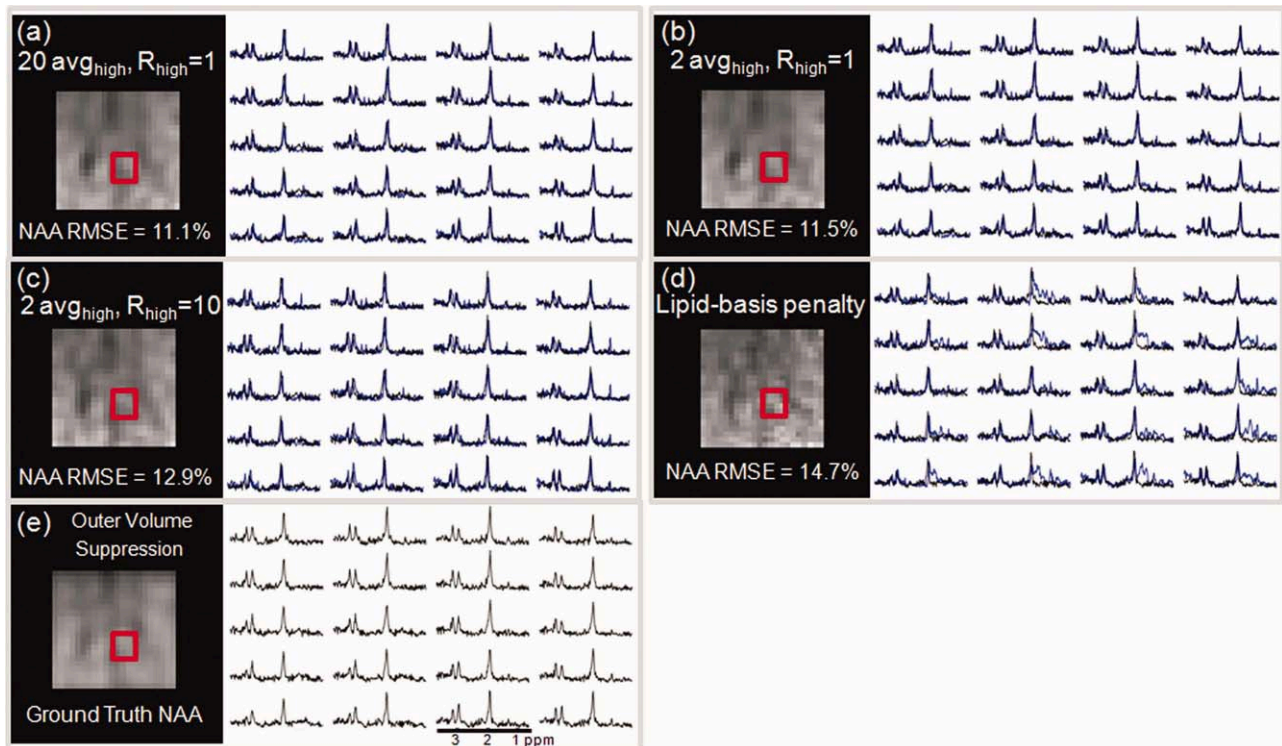 (a)
20 avghigh, Rhigh=1
NAA RMSE = 11.1%
(b)
2 avghigh, Rhigh=1
NAA RMSE = 11.5%
(c)
2 avghigh, Rhigh=10
NAA RMSE = 12.9%
(d)
Lipid-basis penalty
NAA RMSE = 14.7%
(e)
Outer Volume
Suppression
Ground Truth NAA
3 2 1 ppm